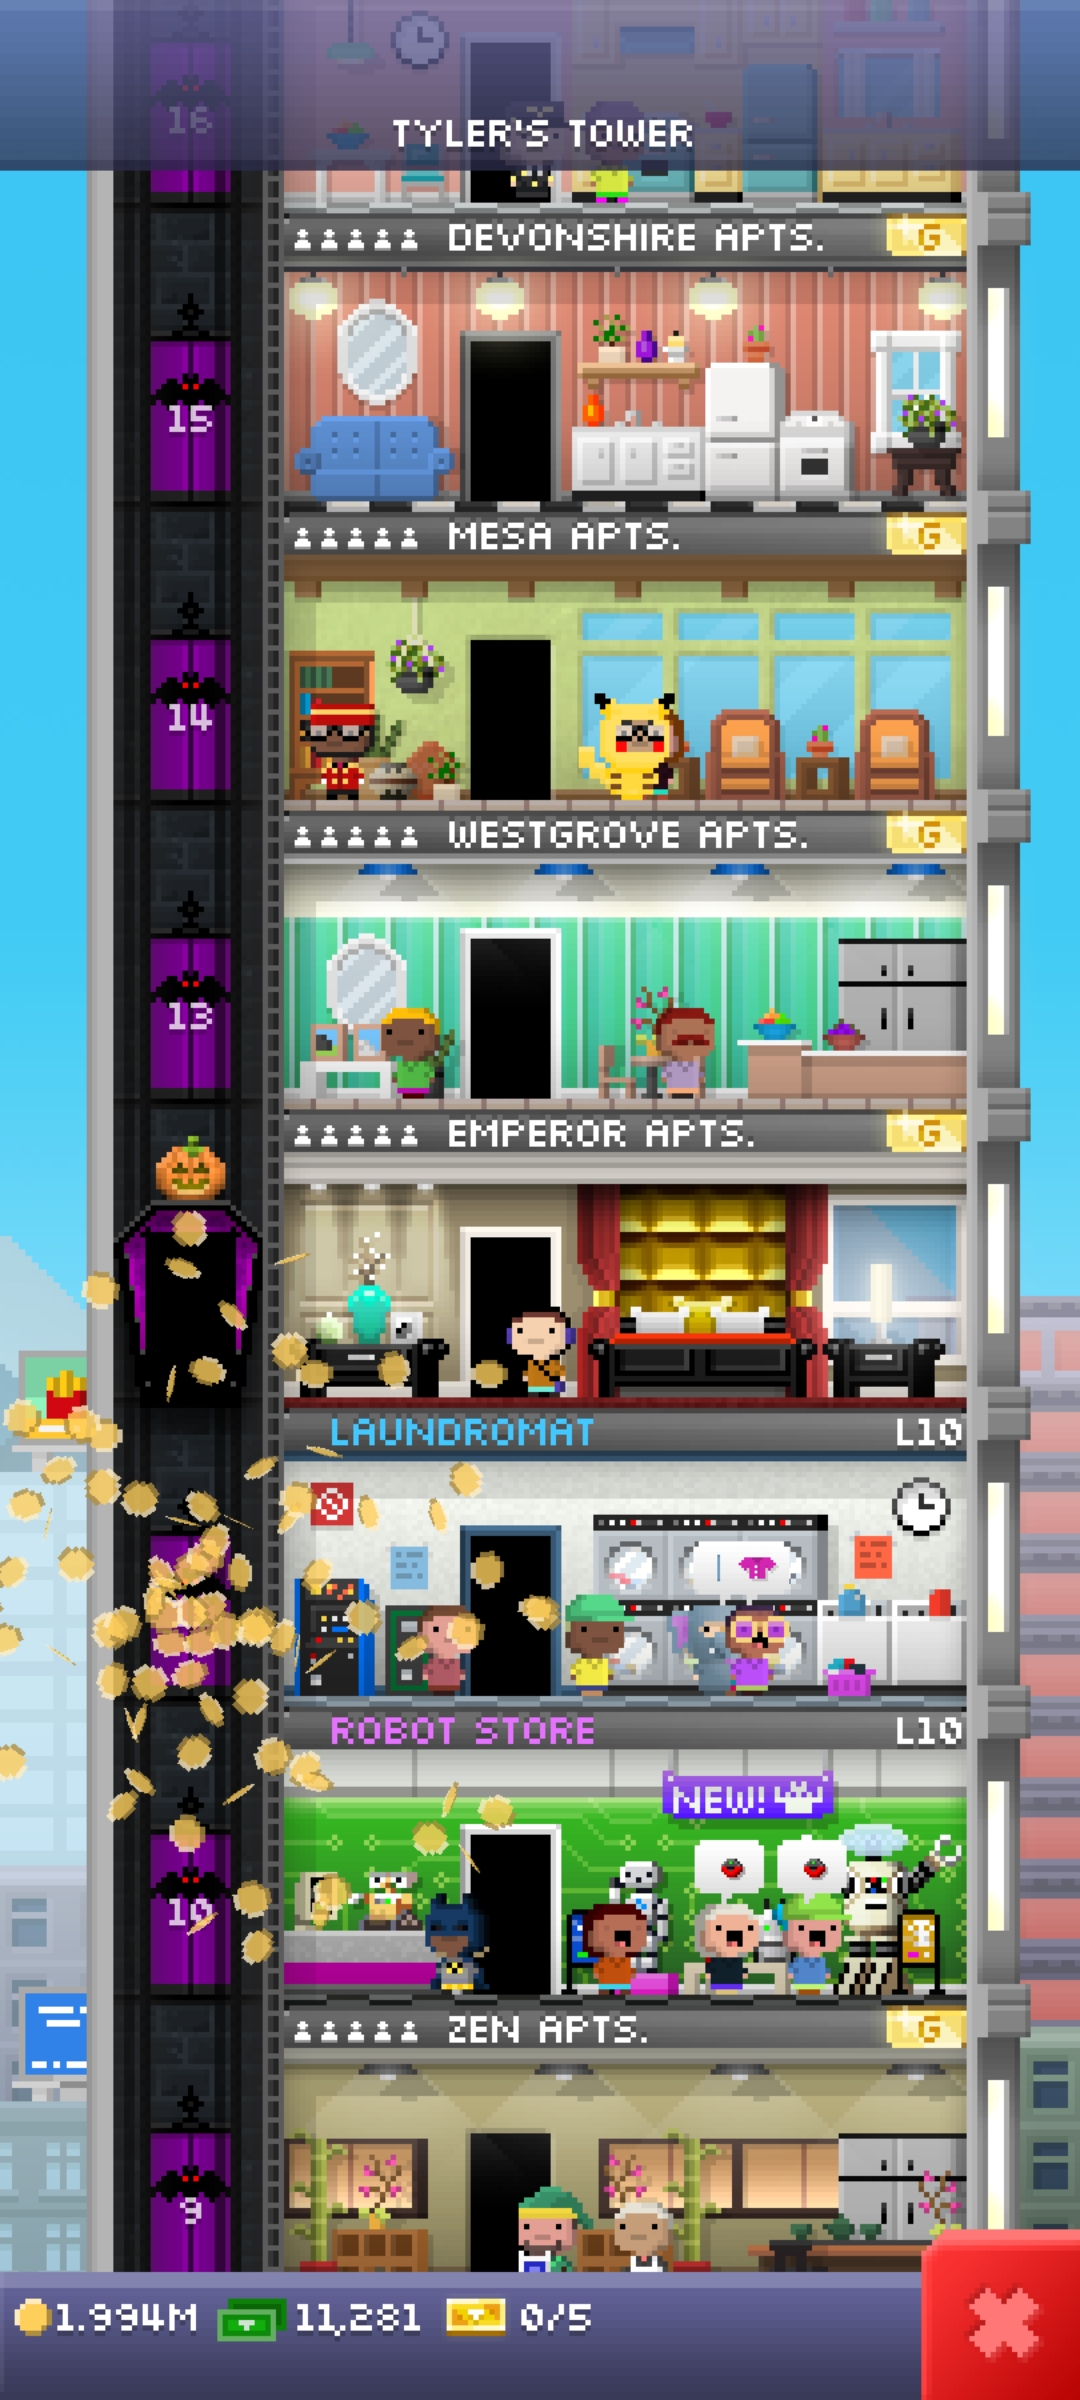 16
TYLER'S TOWER
DEVONSHIRE APTS. G
15
MESA APTS. G
14
WESTGROVE APTS. G
13
EMPEROR APTS. G
LAUNDROMAT L10
ROBOT STORE L10
NEW!
10
ZEN APTS. G
9
1.994M 11,281 0/5